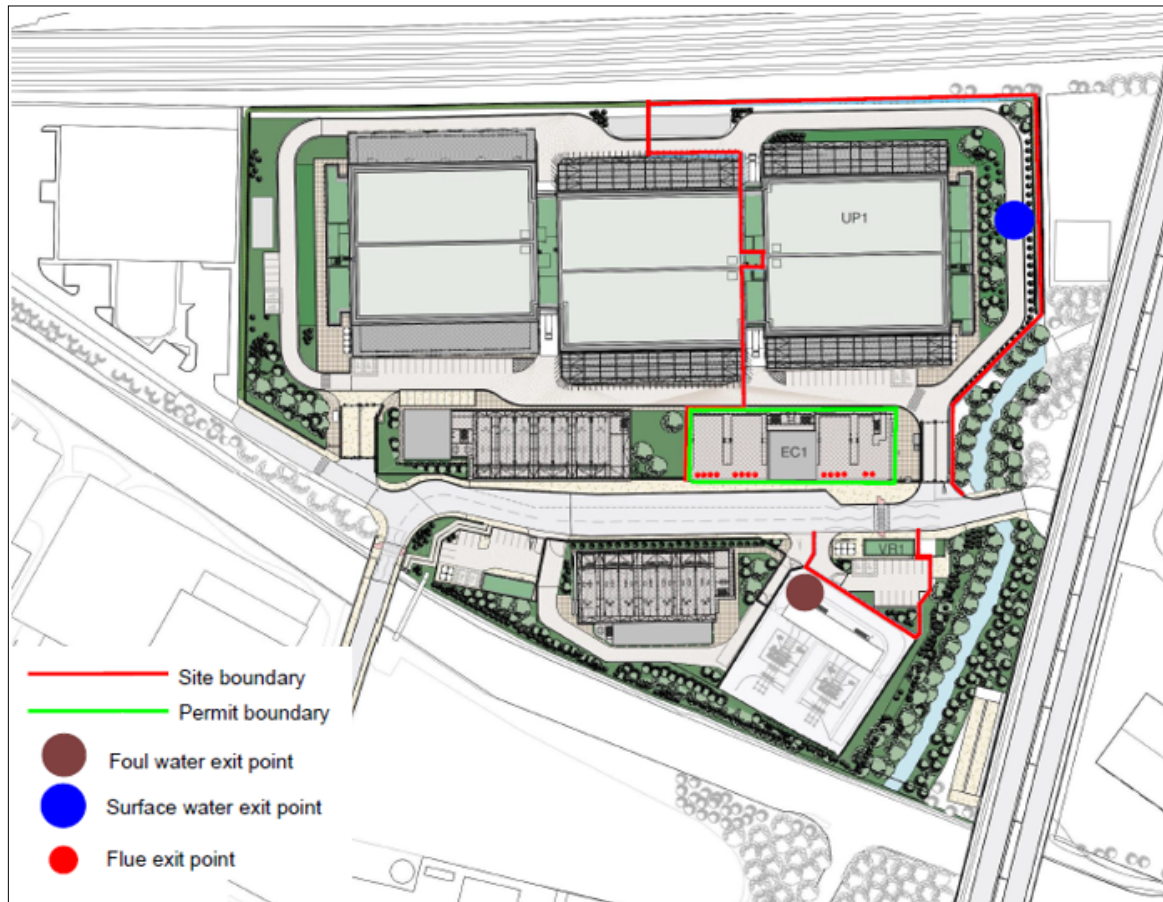 UP1
EC1
VR1
Site boundary
Permit boundary
Foul water exit point
Surface water exit point
Flue exit point